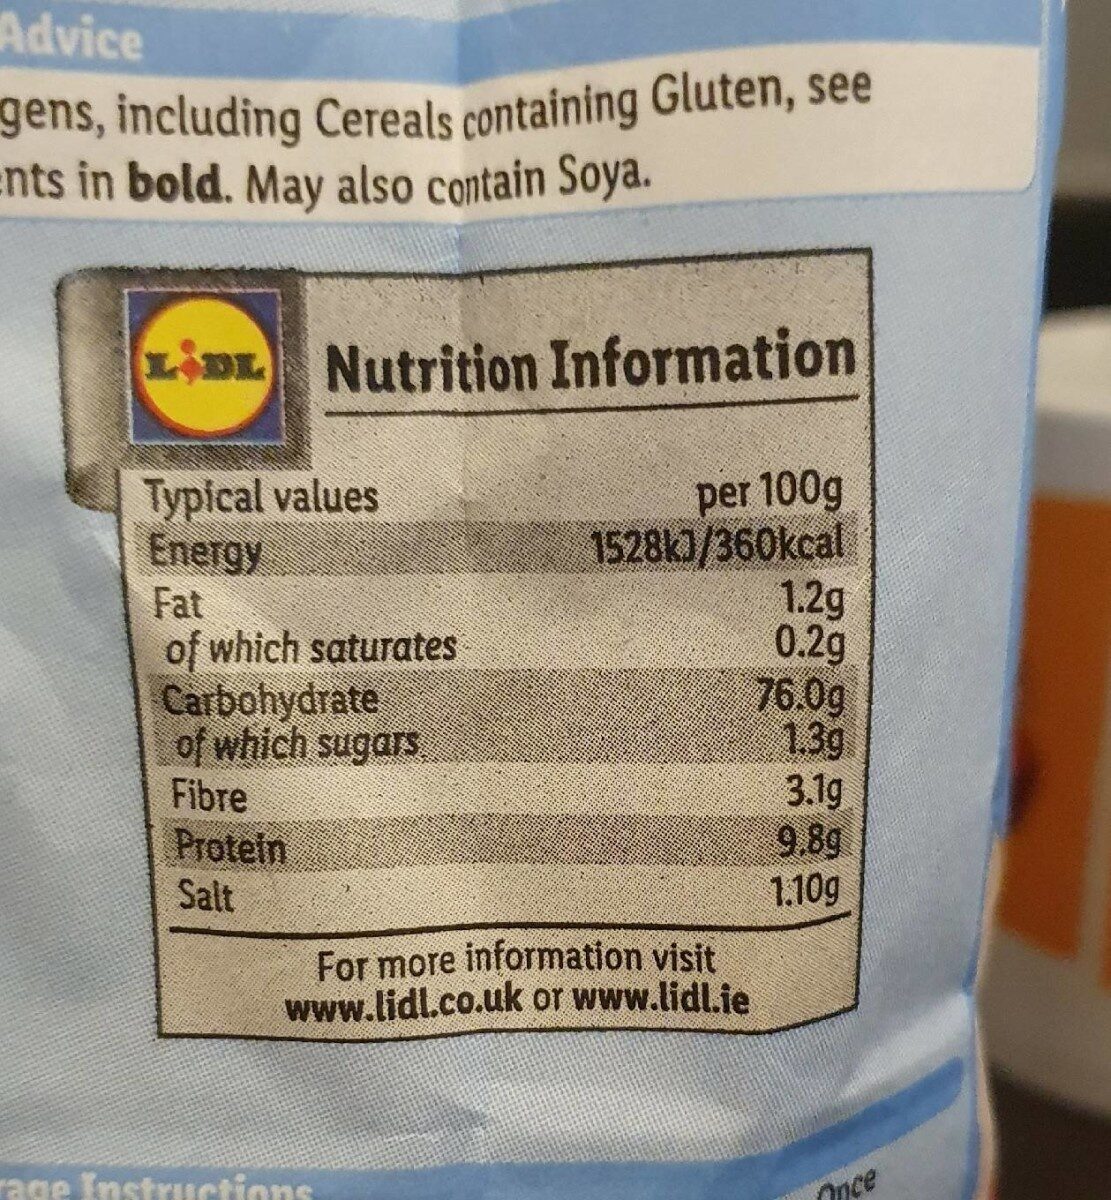 Advice
gens, including Cereals containing Gluten, see
ents in bold. May also contain Soya.
LIDL
Nutrition Information
Typical values per 100g
Energy 1528kJ/360kcal
Fat 1.2g
of which saturates 0.2g
Carbohydrate 76.0g
of which sugars 1.3g
Fibre 3.1g
Protein 9.8g
Salt 1.10g
For more information visit
www.lidl.co.uk or www.lidl.ie
rage Instructions
Once